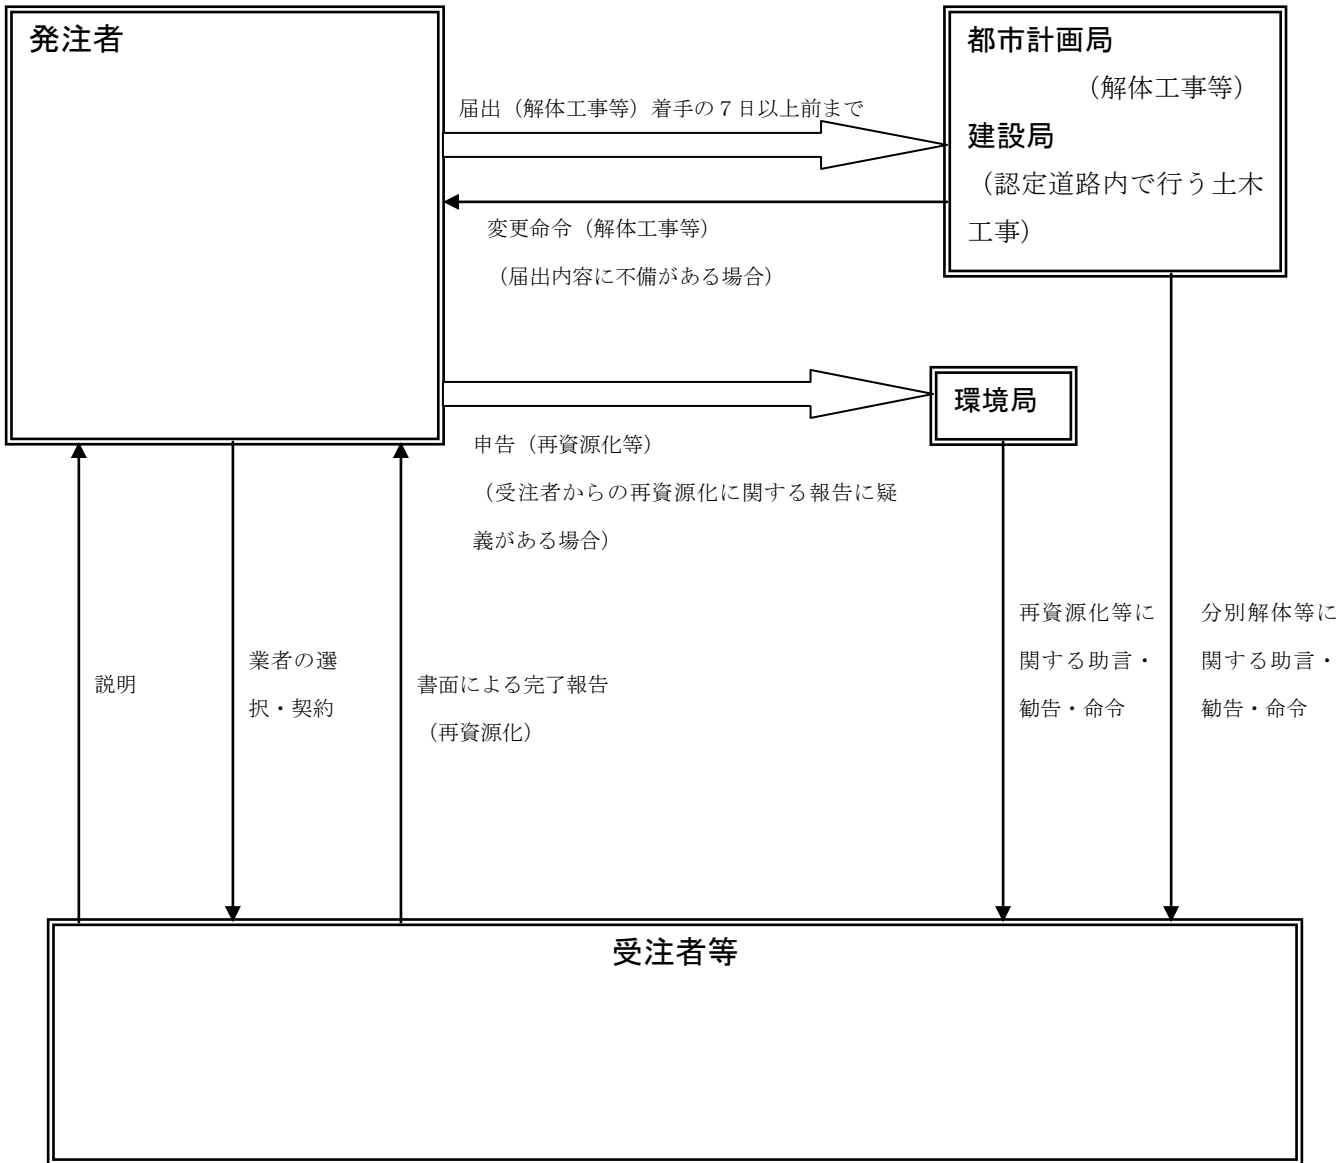 発注者
都市計画局
（解体工事等）
建設局
（認定道路内で行う土木
工事）
届出（解体工事等）着手の７日以上前まで
変更命令（解体工事等）
（届出内容に不備がある場合）
環境局
申告（再資源化等）
（受注者からの再資源化に関する報告に疑
義がある場合）
説明
業者の選
択・契約
書面による完了報告
（再資源化）
再資源化等に
関する助言・
勧告・命令
分別解体等に
関する助言・
勧告・命令
受注者等